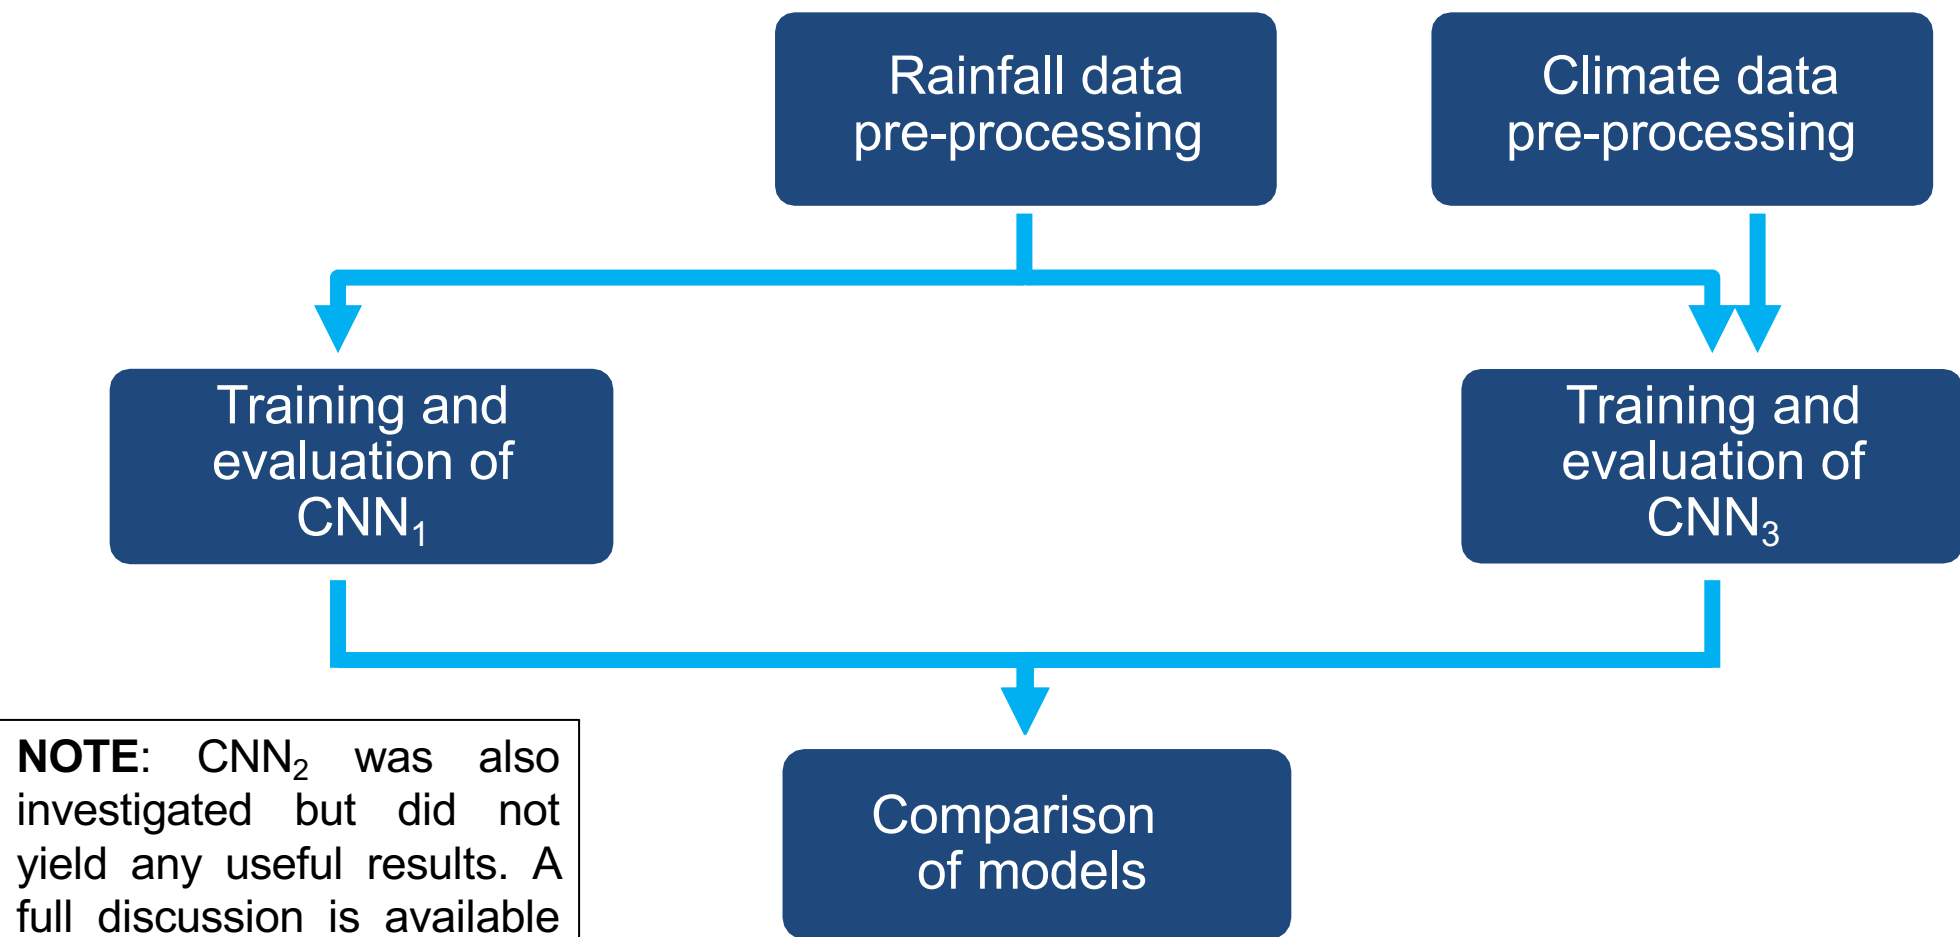 Rainfall data
pre-processing
Climate data
pre-processing
Training and
evaluation of
CNN₁
Training and
evaluation of
CNN₃
NOTE: CNN₂ was also
investigated but did not
yield any useful results. A
full discussion is available
Comparison
of models